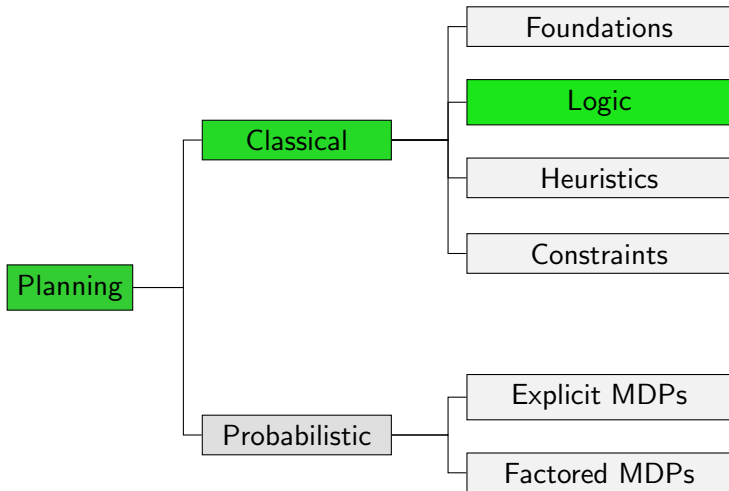 Foundations
Logic
Classical
Heuristics
Constraints
Planning
Explicit MDPs
Probabilistic
Factored MDPs